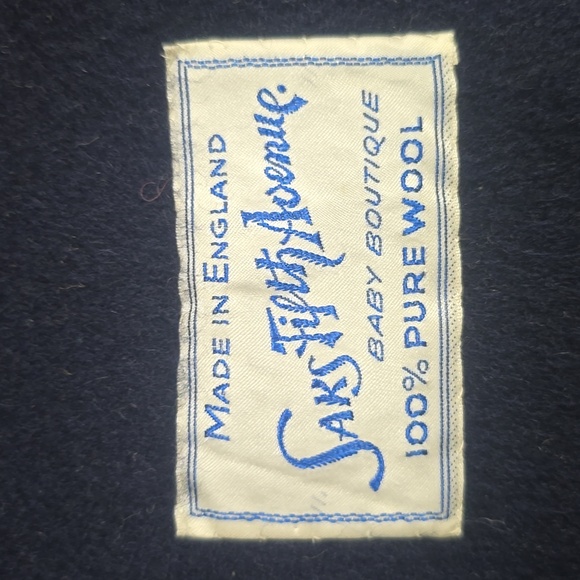 MADE IN ENGLAND
SAKS Fifth Avenue.
BABY BOUTIQUE
100% PURE WOOL